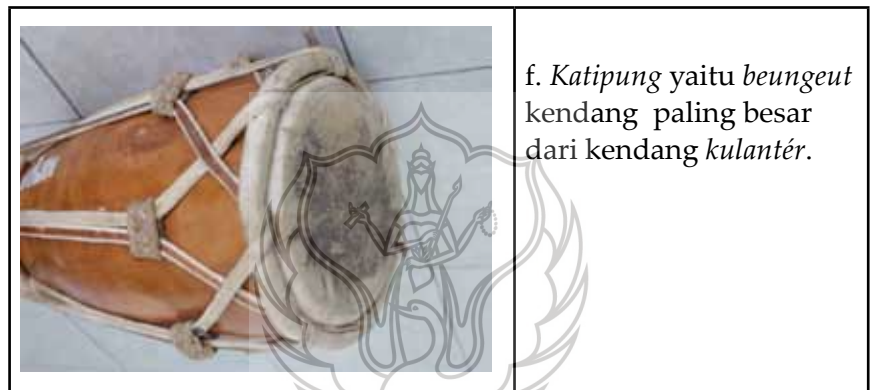 f. Katipung yaitu beungeut
kendang paling besar
dari kendang kulantér.